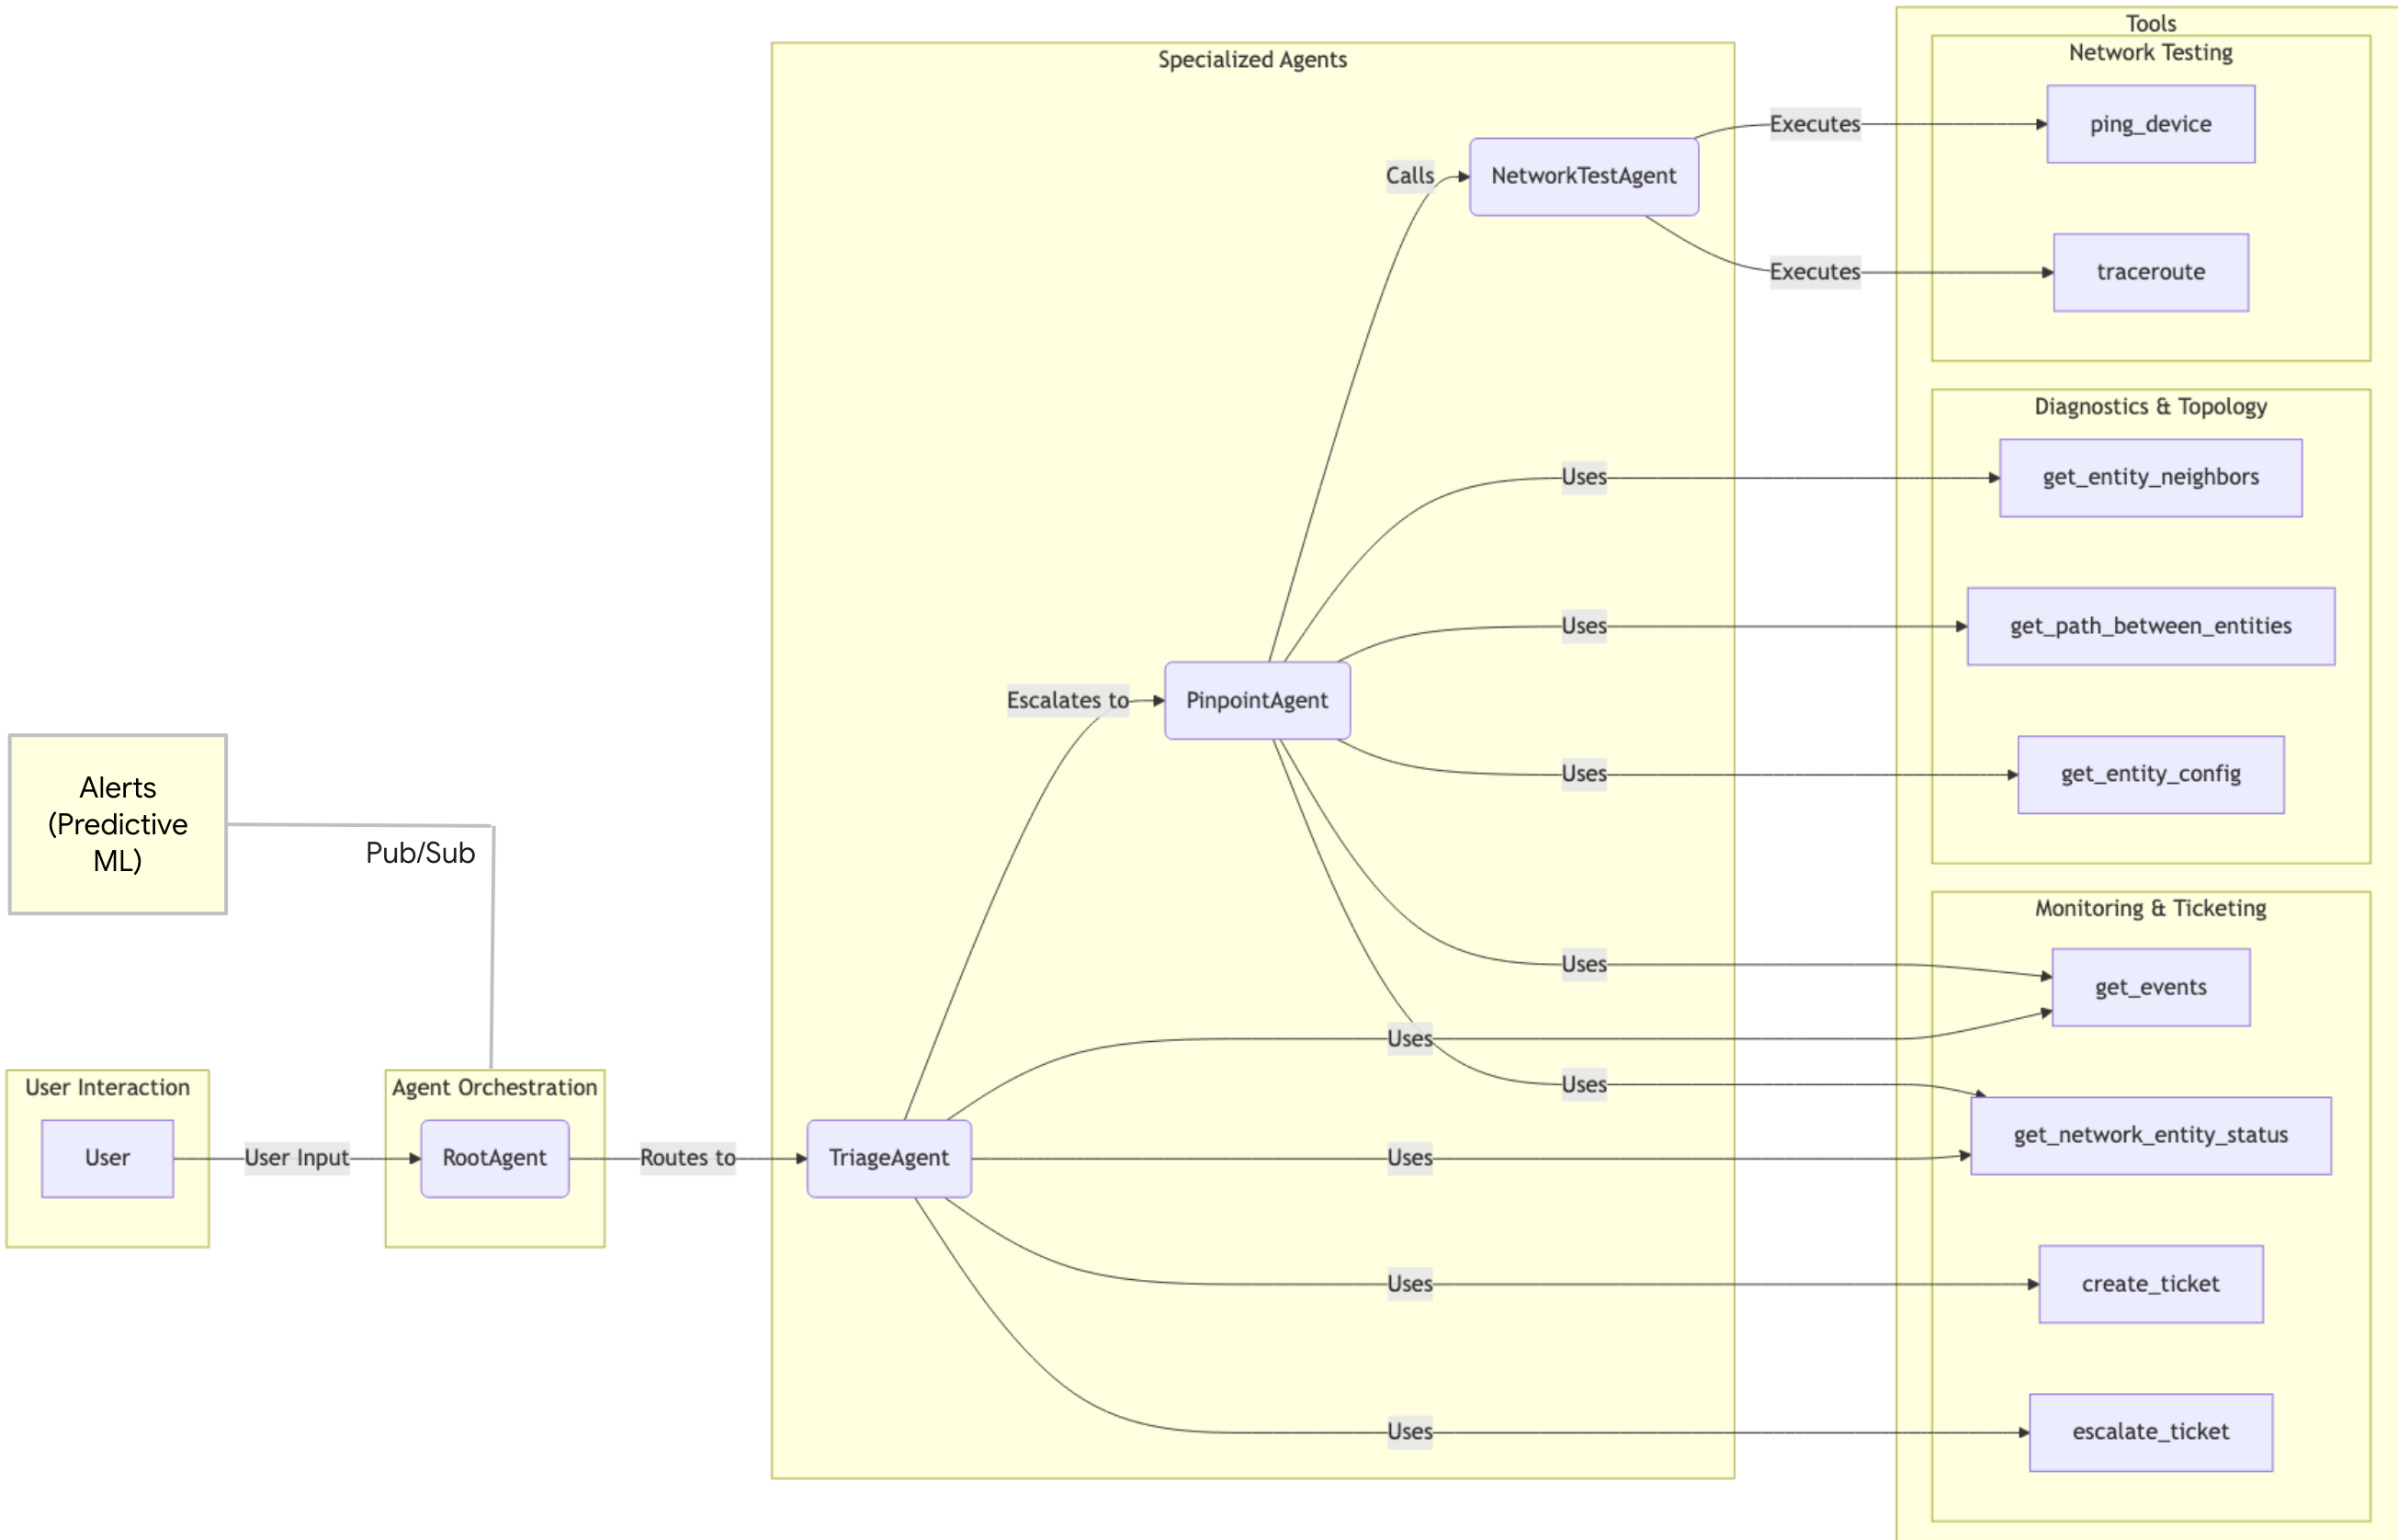 Tools
Network Testing
Specialized Agents
Executes
ping_device
Calls
NetworkTestAgent
Executes
traceroute
Diagnostics & Topology
Uses
get_entity_neighbors
Uses
get_path_between_entities
Escalates to
PinpointAgent
Uses
get_entity_config
Alerts
(Predictive
ML)
Pub/Sub
Monitoring & Ticketing
Uses
get_events
Uses
Uses
User Interaction
Agent Orchestration
get_network_entity_status
User
User Input
RootAgent
Routes to
TriageAgent
Uses
Uses
create_ticket
Uses
escalate_ticket